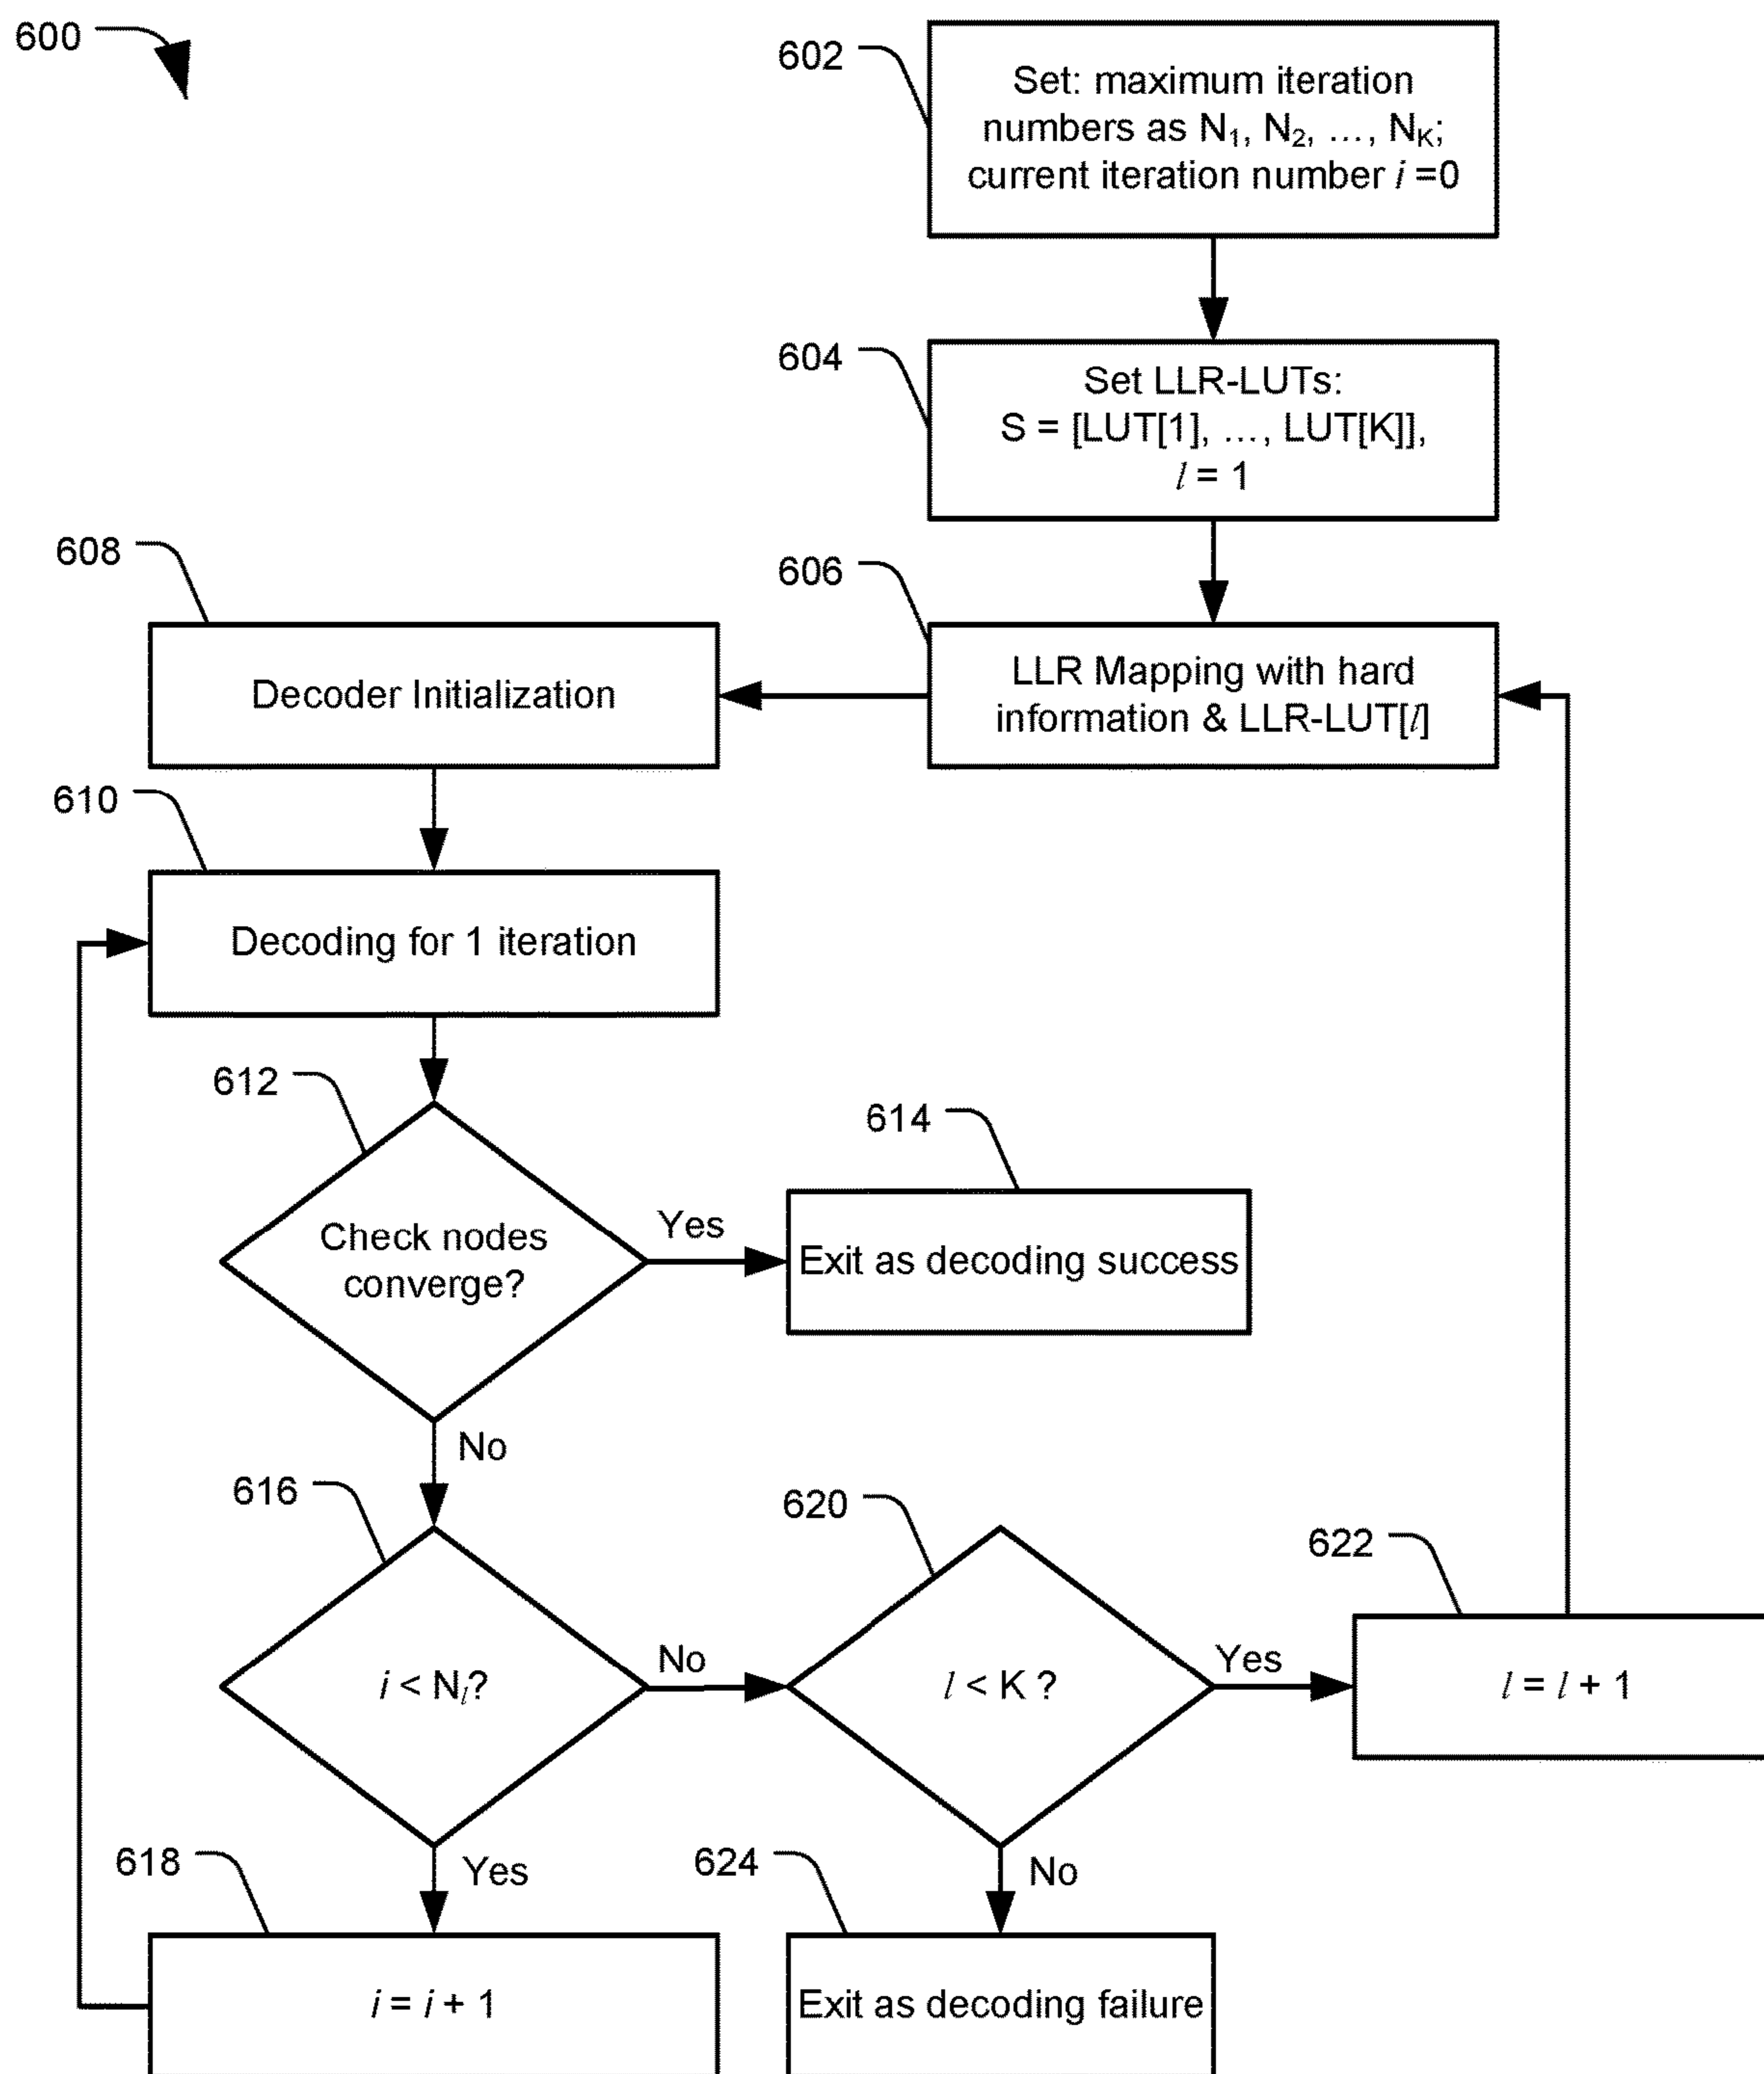 600
602
Set: maximum iteration
numbers as N₁, N₂, ..., N_K;
current iteration number i =0
604
Set LLR-LUTs:
S = [LUT[1], ..., LUT[K]],
l = 1
606
LLR Mapping with hard
information & LLR-LUT[l]
608
Decoder Initialization
610
Decoding for 1 iteration
612
Check nodes
converge?
Yes
614
Exit as decoding success
No
616
i < N_l?
No
620
l < K ?
Yes
622
l = l + 1
Yes
618
i = i + 1
No
624
Exit as decoding failure